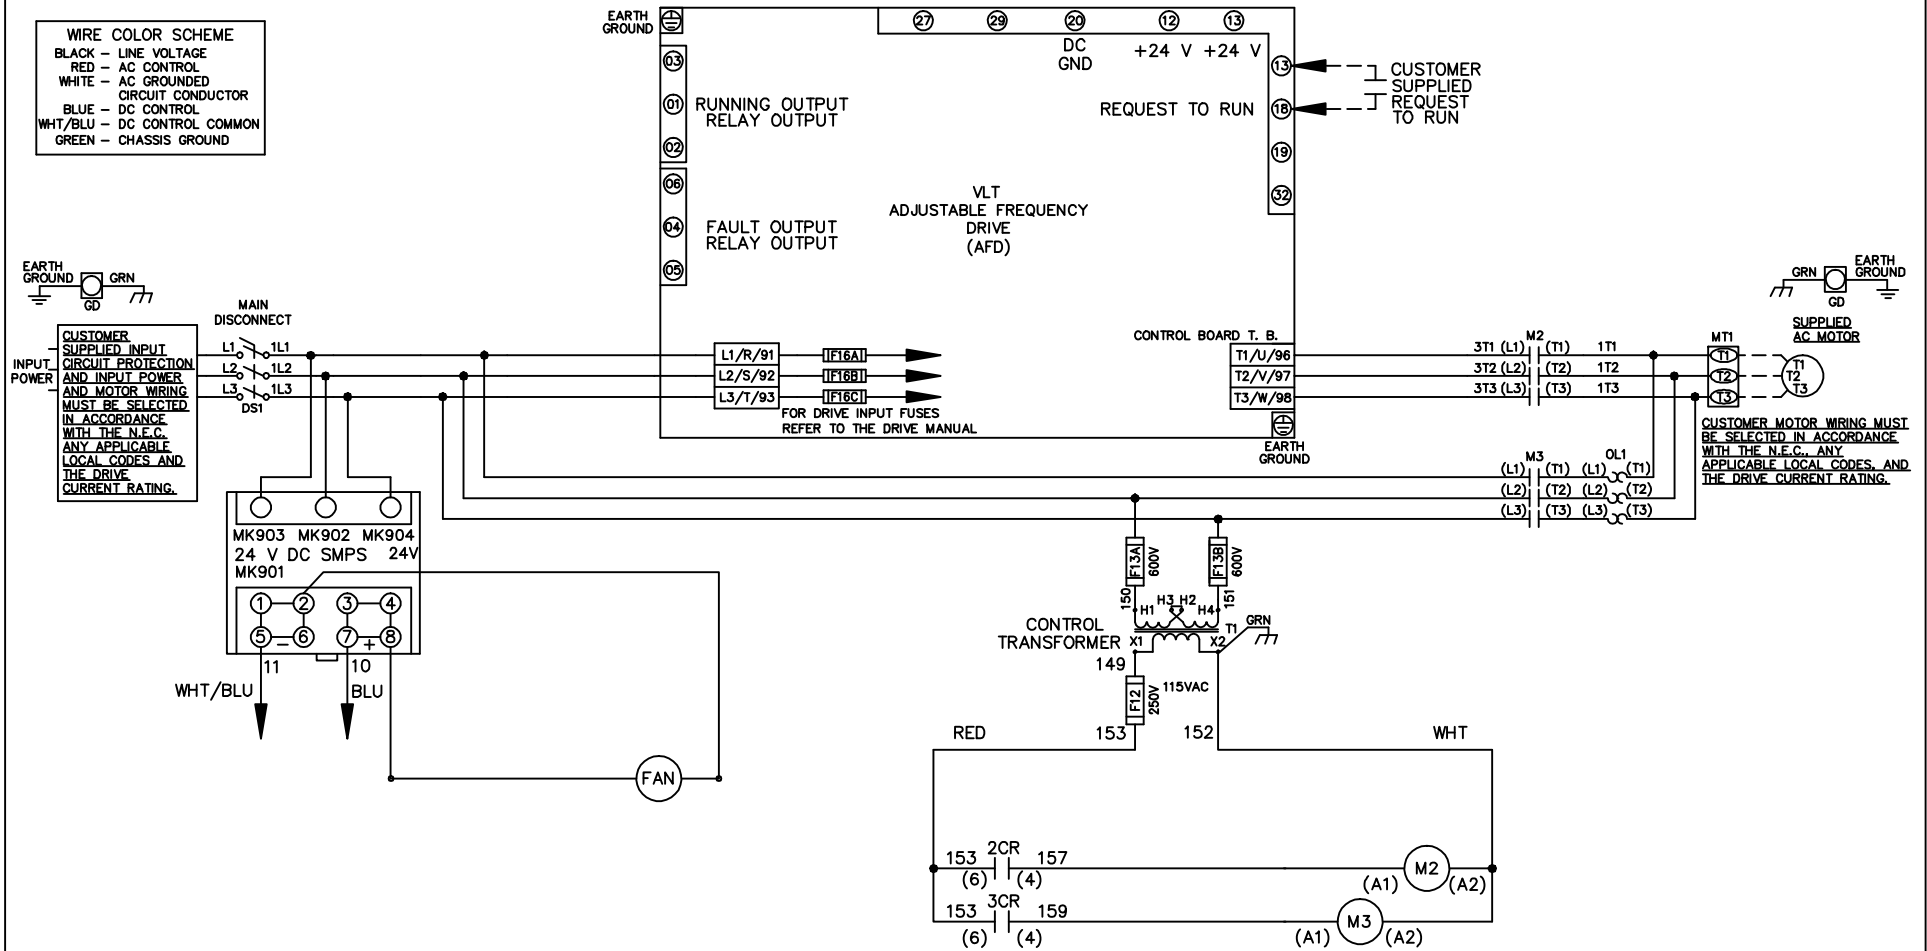 WIRE COLOR SCHEME
BLACK – LINE VOLTAGE
RED – AC CONTROL
WHITE – AC GROUNDED
CIRCUIT CONDUCTOR
BLUE – DC CONTROL
WHT/BLU – DC CONTROL COMMON
GREEN – CHASSIS GROUND
EARTH
GROUND
03
01
02
RUNNING OUTPUT
RELAY OUTPUT
06
04
05
FAULT OUTPUT
RELAY OUTPUT
27
29
20
12
13
DC
GND
+24 V
+24 V
13
18
19
32
REQUEST TO RUN
CUSTOMER
SUPPLIED
REQUEST
TO RUN
VLT
ADJUSTABLE FREQUENCY
DRIVE
(AFD)
EARTH
GROUND
GRN
GD
INPUT
POWER
CUSTOMER
SUPPLIED INPUT
CIRCUIT PROTECTION
AND INPUT POWER
AND MOTOR WIRING
MUST BE SELECTED
IN ACCORDANCE
WITH THE N.E.C.
ANY APPLICABLE
LOCAL CODES AND
THE DRIVE
CURRENT RATING.
MAIN
DISCONNECT
L1 1L1
L2 1L2
L3 1L3
DS1
L1/R/91
L2/S/92
L3/T/93
F16A
F16B
F16C
FOR DRIVE INPUT FUSES
REFER TO THE DRIVE MANUAL
CONTROL BOARD T. B.
T1/U/96
T2/V/97
T3/W/98
EARTH
GROUND
M2
3T1 (L1) (T1) 1T1
3T2 (L2) (T2) 1T2
3T3 (L3) (T3) 1T3
MT1
T1
T2
T3
GRN
GD
EARTH
GROUND
SUPPLIED
AC MOTOR
T1
T2
T3
CUSTOMER MOTOR WIRING MUST
BE SELECTED IN ACCORDANCE
WITH THE N.E.C., ANY
APPLICABLE LOCAL CODES, AND
THE DRIVE CURRENT RATING.
M3
OL1
(L1) (T1) (L1) (T1)
(L2) (T2) (L2) (T2)
(L3) (T3) (L3) (T3)
MK903 MK902 MK904
24 V DC SMPS 24V
MK901
1 2 3 4
5 – 6 7 + 8
11
10
WHT/BLU
BLU
FAN
F13A
600V
F13B
600V
150
151
H1 H3 H2 H4
CONTROL
TRANSFORMER
X1
X2
T1
GRN
149
F12
250V
115VAC
153
152
RED
WHT
2CR
153 157
(6) (4)
M2
(A1) (A2)
3CR
153 159
(6) (4)
M3
(A1) (A2)